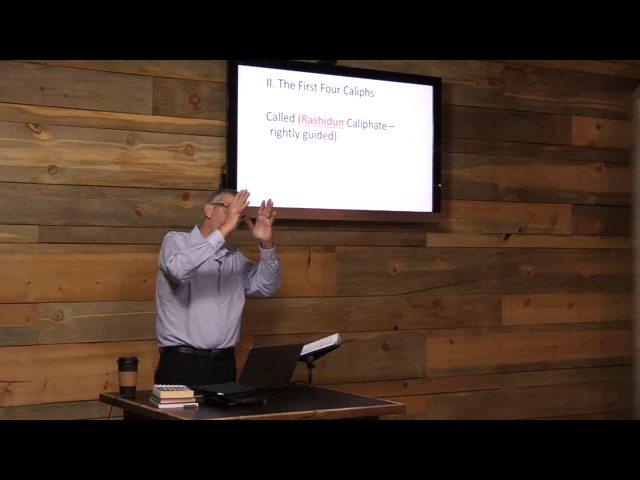 II. The First Four Caliphs
Called (Rashidun Caliphate –
rightly guided)